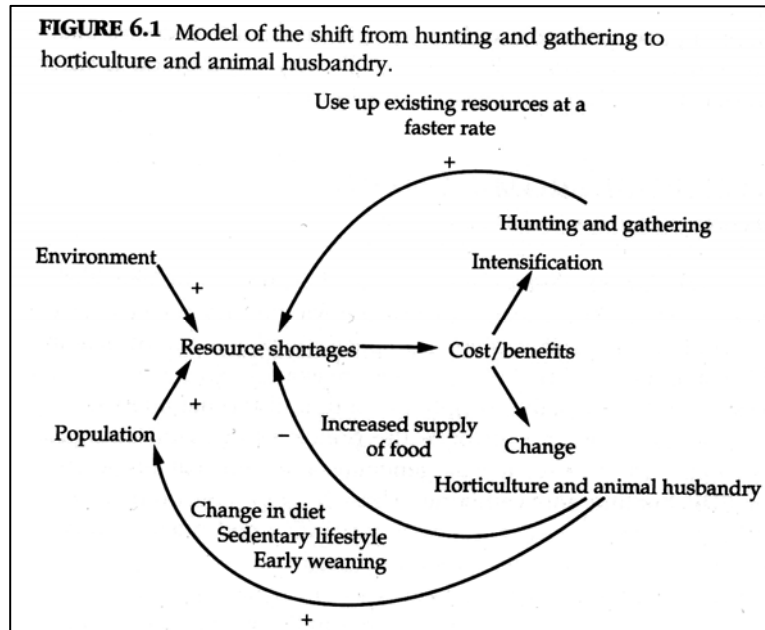 FIGURE 6.1 Model of the shift from hunting and gathering to
horticulture and animal husbandry.
Use up existing resources at a
faster rate
+
Hunting and gathering
Environment
Intensification
+
Resource shortages
Cost/benefits
+
Population
−
Increased supply
of food
Change
Horticulture and animal husbandry
Change in diet
Sedentary lifestyle
Early weaning
+